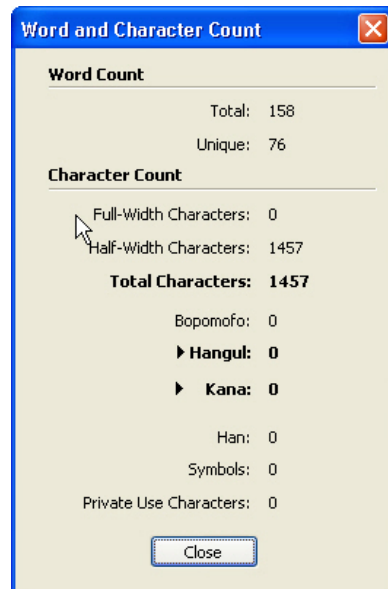 Word and Character Count
Word Count
Total: 158
Unique: 76
Character Count
Full-Width Characters: 0
Half-Width Characters: 1457
Total Characters: 1457
Bopomofo: 0
Hangul: 0
Kana: 0
Han: 0
Symbols: 0
Private Use Characters: 0
Close